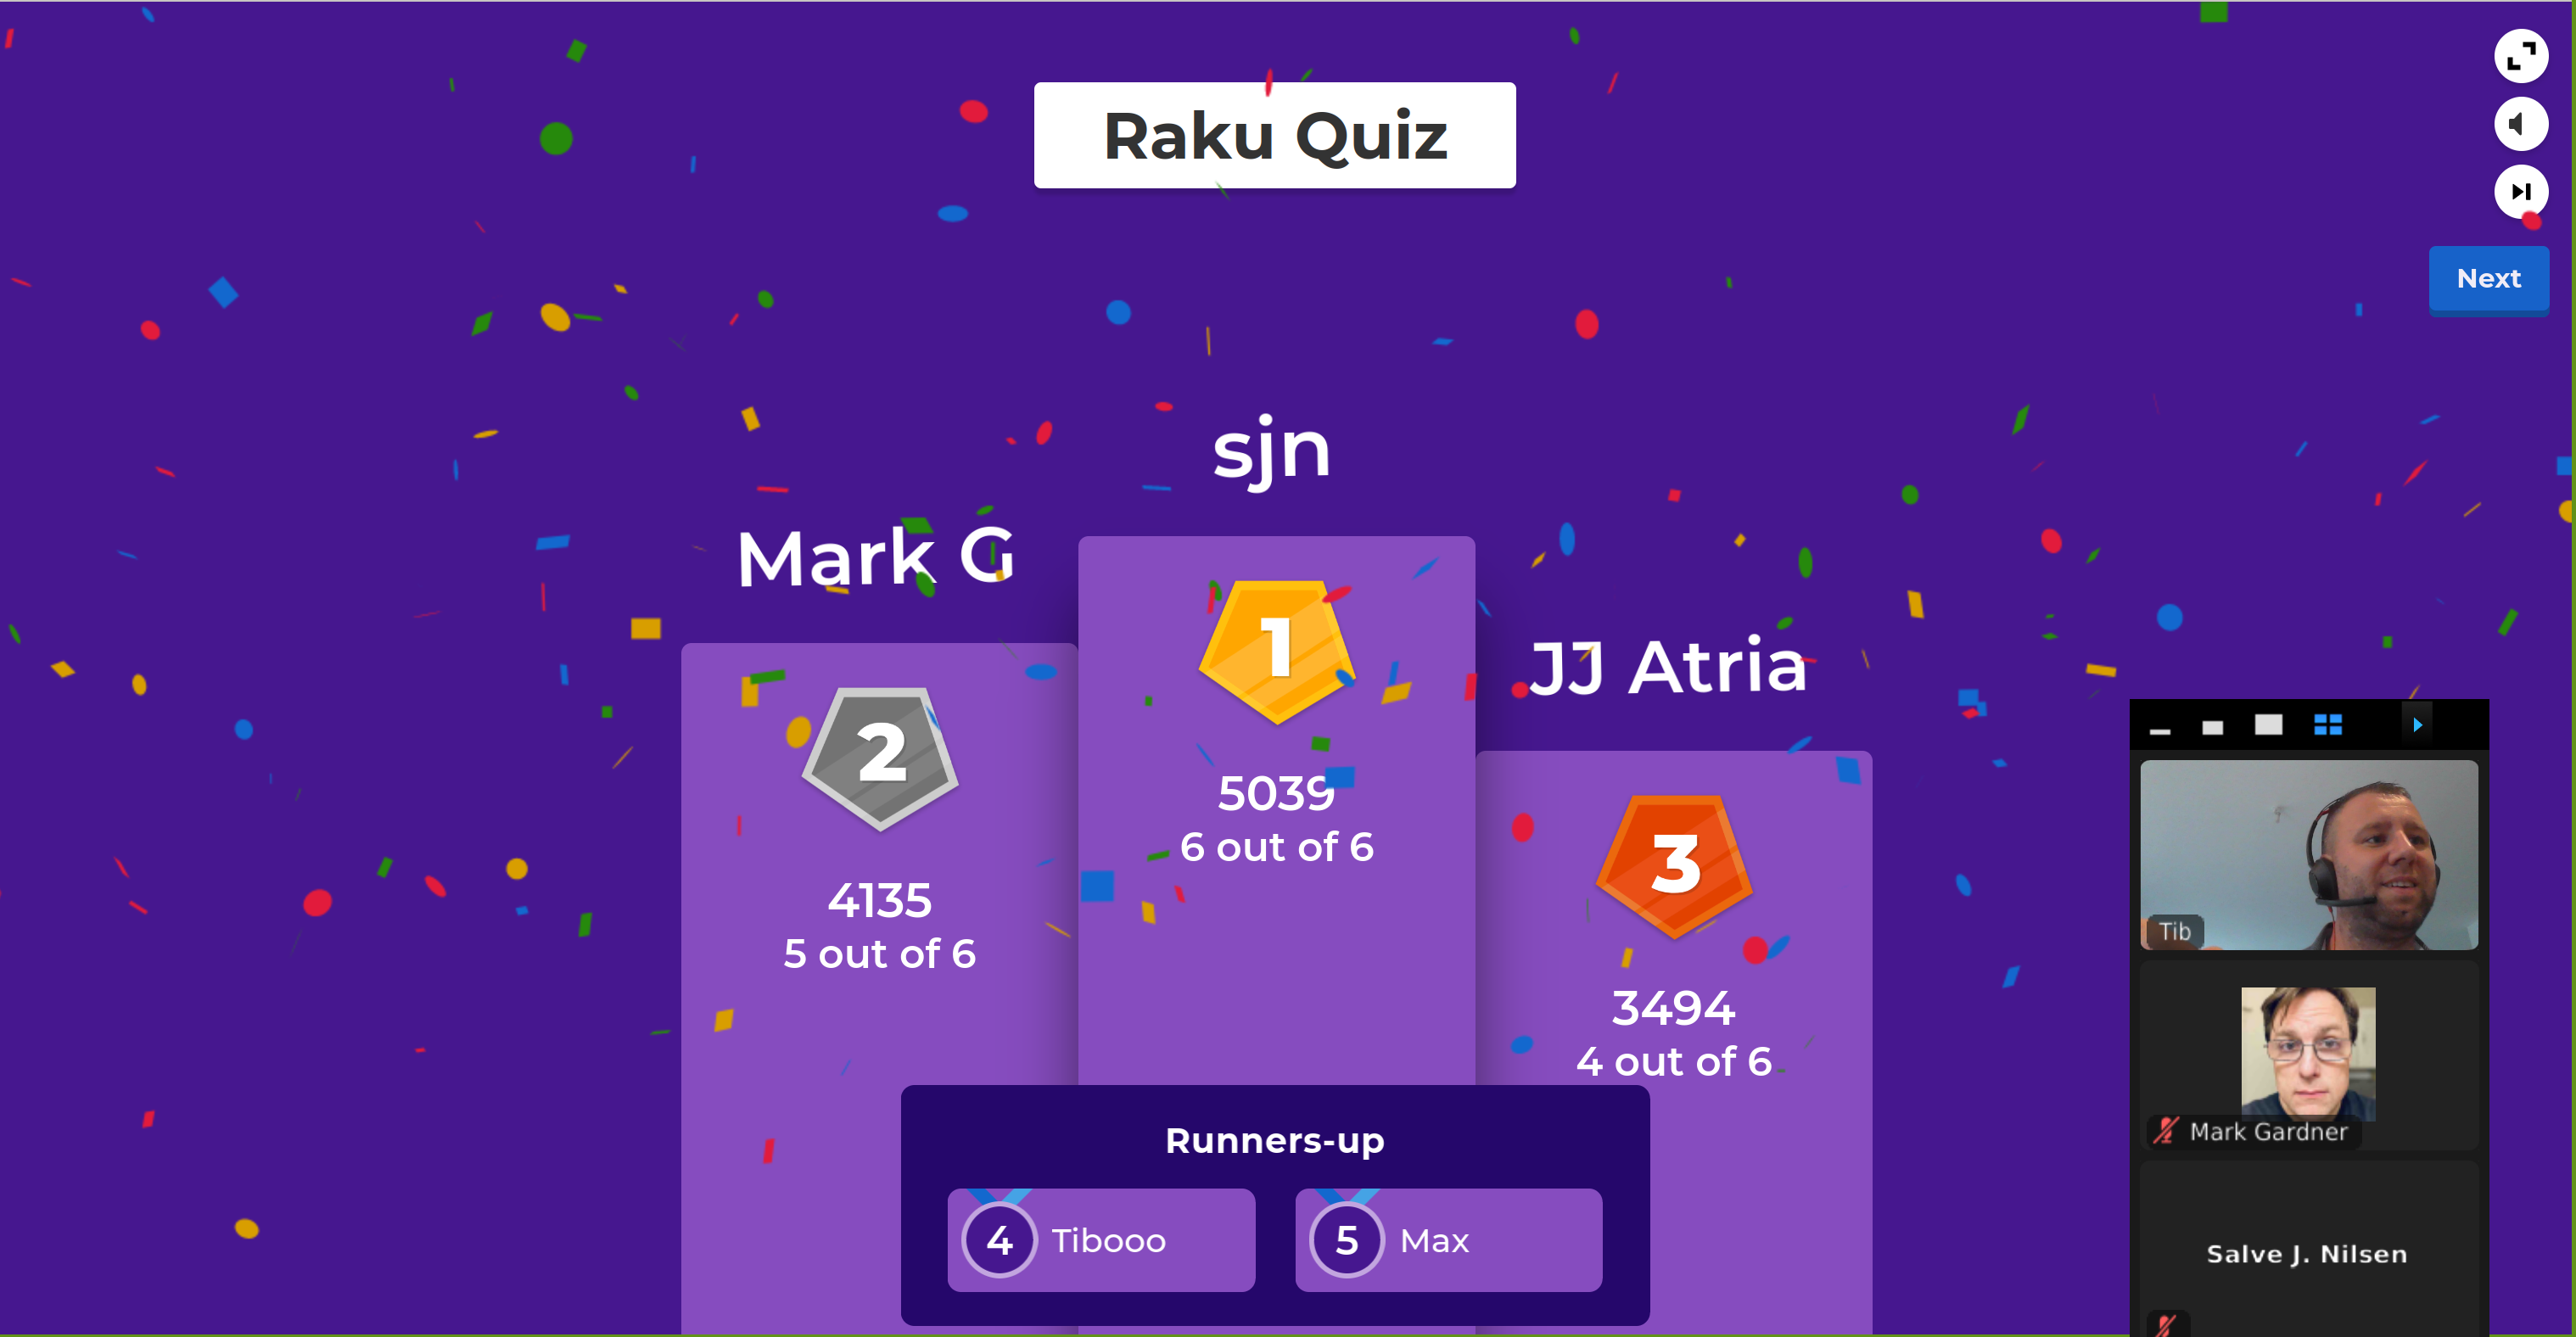 Raku Quiz
Next
sjn
Mark G
JJ Atria
1
5039
6 out of 6
2
4135
5 out of 6
3
3494
4 out of 6
Runners-up
4 Tibooo
5 Max
Tib
Mark Gardner
Salve J. Nilsen